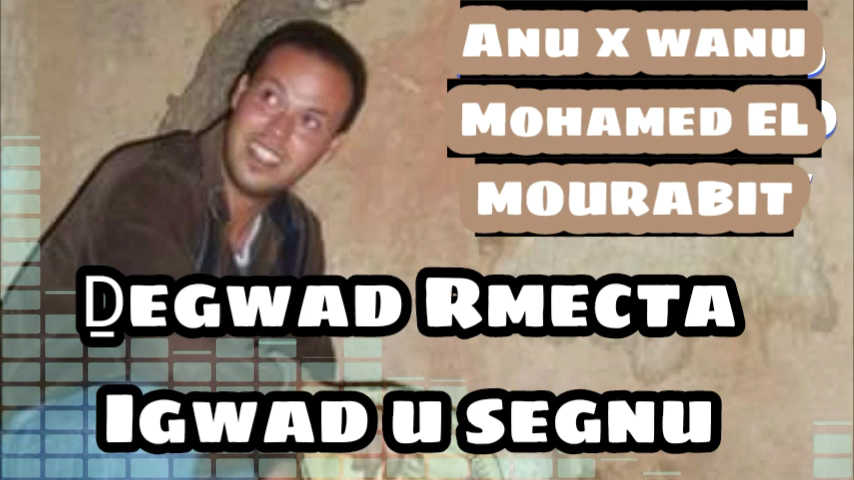 Anu x wanu
Mohamed EL
MOURABIT
Ḏegwad Rmecta
Igwad u segnu